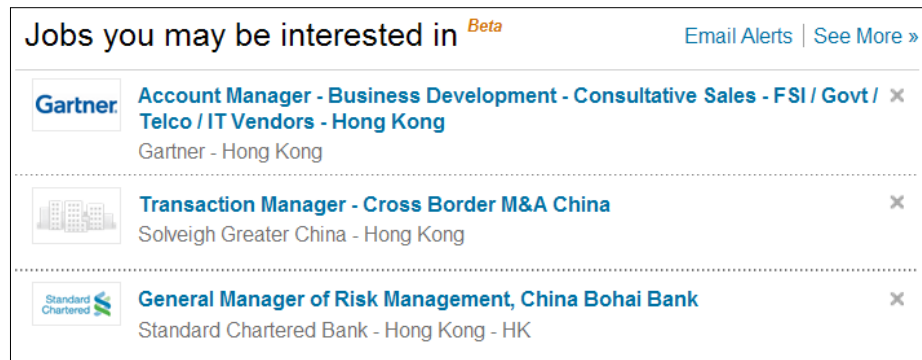 Jobs you may be interested in Beta
Email Alerts | See More »
Gartner
Account Manager - Business Development - Consultative Sales - FSI / Govt /
Telco / IT Vendors - Hong Kong
Gartner - Hong Kong
Transaction Manager - Cross Border M&A China
Solveigh Greater China - Hong Kong
Standard
Chartered
General Manager of Risk Management, China Bohai Bank
Standard Chartered Bank - Hong Kong - HK